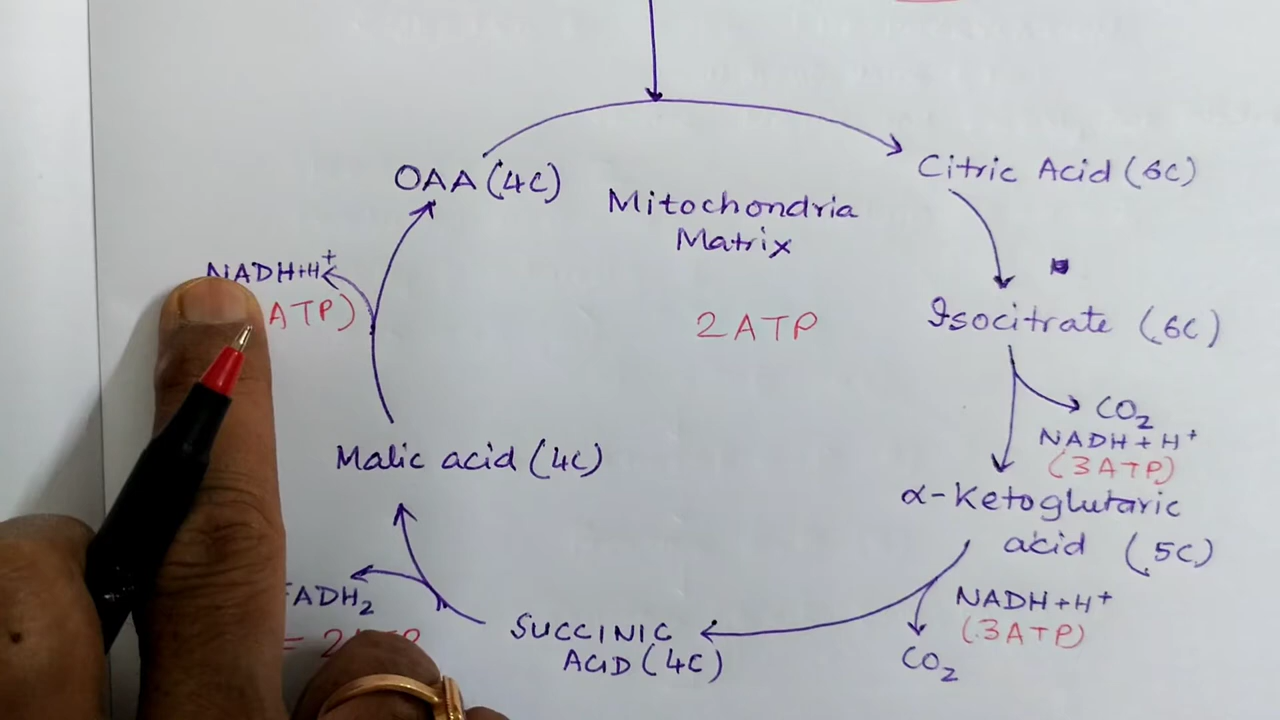 OAA (4C)
Citric Acid (6C)
Mitochondria
Matrix
NADH+H+
ATP)
2ATP
Isocitrate (6C)
CO2
NADH + H+
(3ATP)
Malic acid (4C)
α-Ketoglutaric
acid (5C)
FADH2
NADH +H+
(3ATP)
CO2
SUCCINIC
ACID (4C)